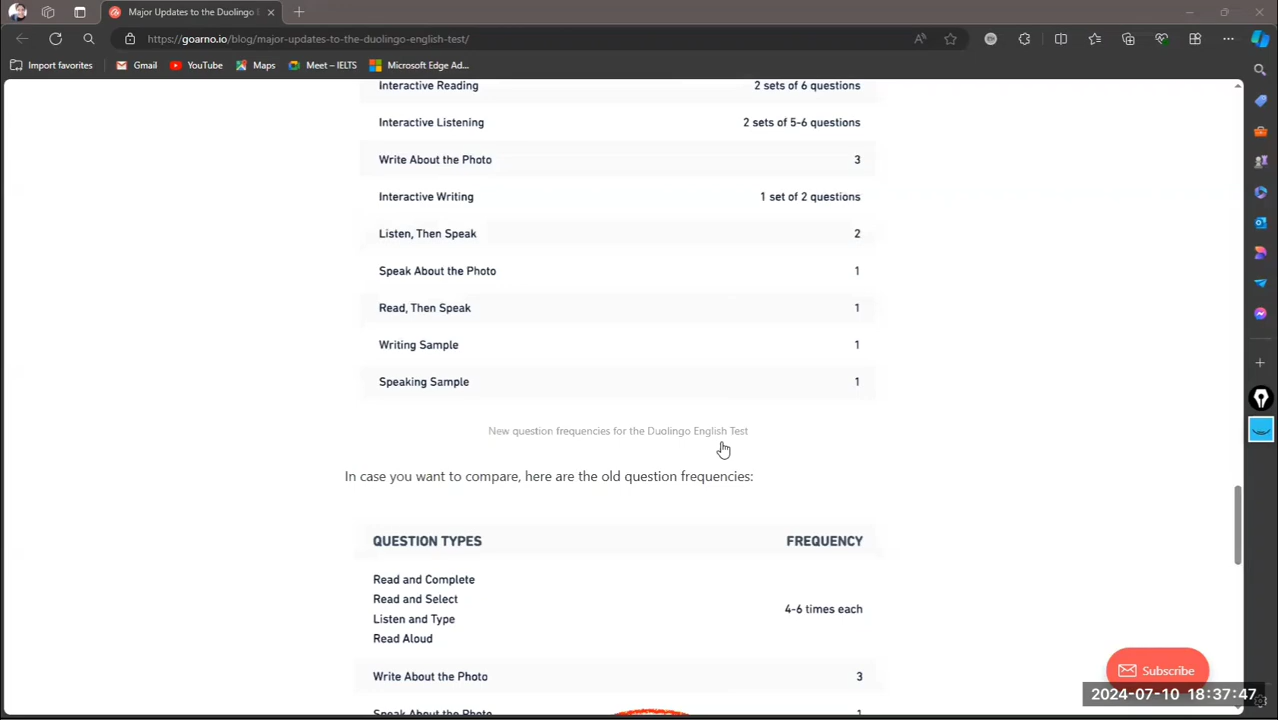 Major Updates to the Duolingo
https://goarno.io/blog/major-updates-to-the-duolingo-english-test/
Import favorites
Gmail
YouTube
Maps
Meet – IELTS
Microsoft Edge Ad...
Interactive Reading 2 sets of 6 questions
Interactive Listening 2 sets of 5-6 questions
Write About the Photo 3
Interactive Writing 1 set of 2 questions
Listen, Then Speak 2
Speak About the Photo 1
Read, Then Speak 1
Writing Sample 1
Speaking Sample 1
New question frequencies for the Duolingo English Test
In case you want to compare, here are the old question frequencies:
QUESTION TYPES FREQUENCY
Read and Complete
Read and Select
Listen and Type
Read Aloud
4-6 times each
Write About the Photo 3
Speak About the Photo 1
Subscribe
2024-07-10 18:37:47